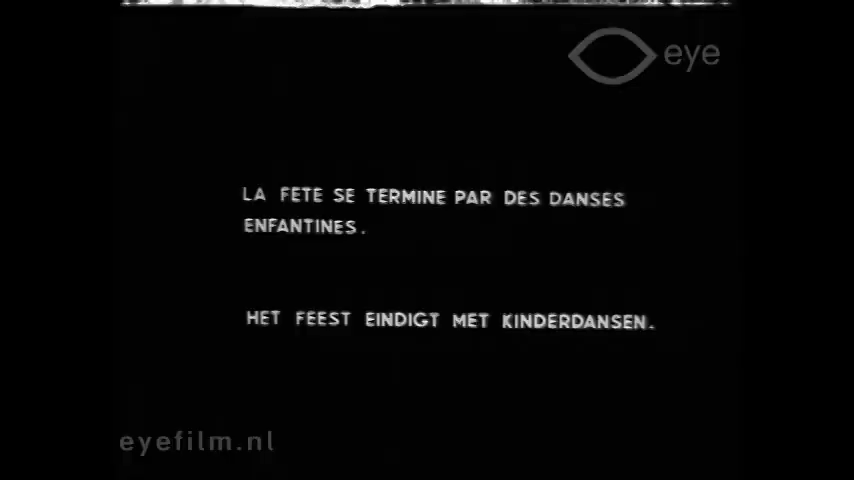 eye
LA FETE SE TERMINE PAR DES DANSES
ENFANTINES.
HET FEEST EINDIGT MET KINDERDANSEN.
eyefilm.nl